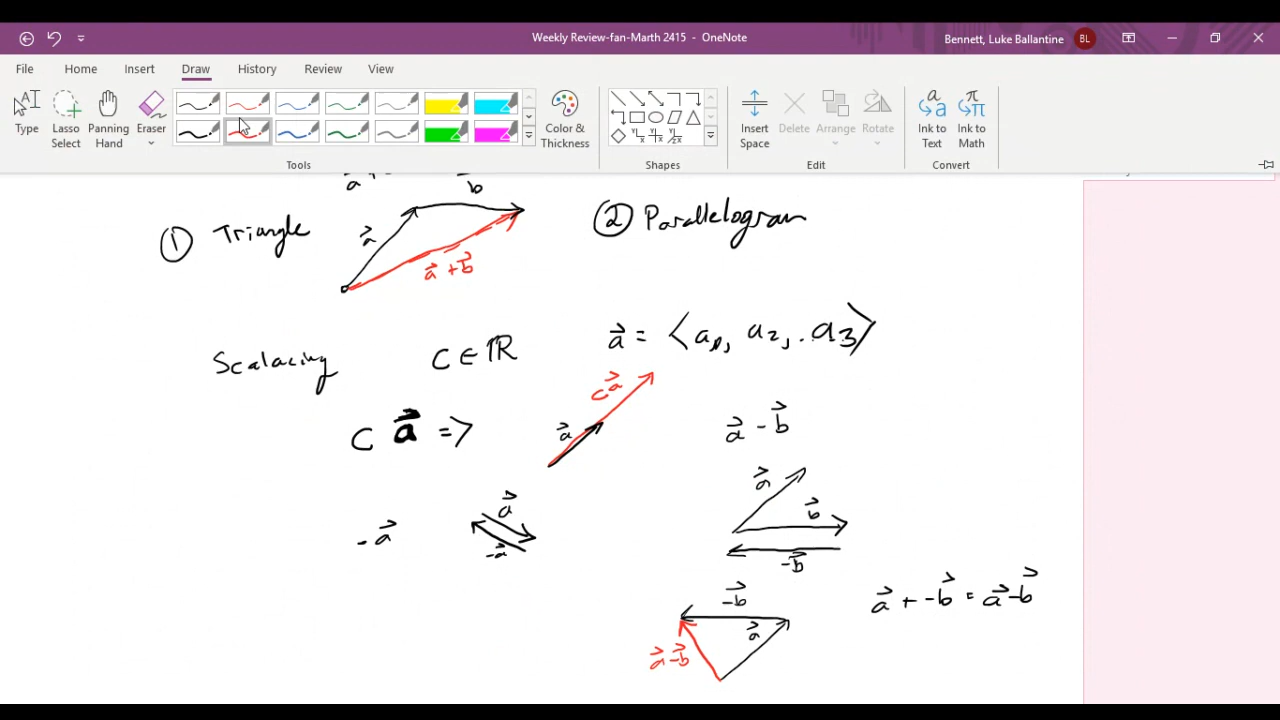 Weekly Review-fan-Marth 2415 - OneNote
Bennett, Luke Ballantine BL
File Home Insert Draw History Review View
Type
Lasso Select
Panning Hand
Eraser
Color & Thickness
Insert Space
Delete
Arrange
Rotate
Ink to Text
Ink to Math
Tools
Shapes
Edit
Convert
a⃗
b⃗
① Triangle
a⃗
a⃗ + b⃗
② Parallelogram
Scalacing
C ∈ ℝ
a⃗ = ⟨a₁, a₂, a₃⟩
C a⃗ =>
a⃗
c a⃗
a⃗ - b⃗
a⃗
b⃗
-b⃗
-a⃗
a⃗
-a⃗
-b⃗
a⃗
a⃗-b⃗
a⃗ + -b⃗ = a⃗-b⃗